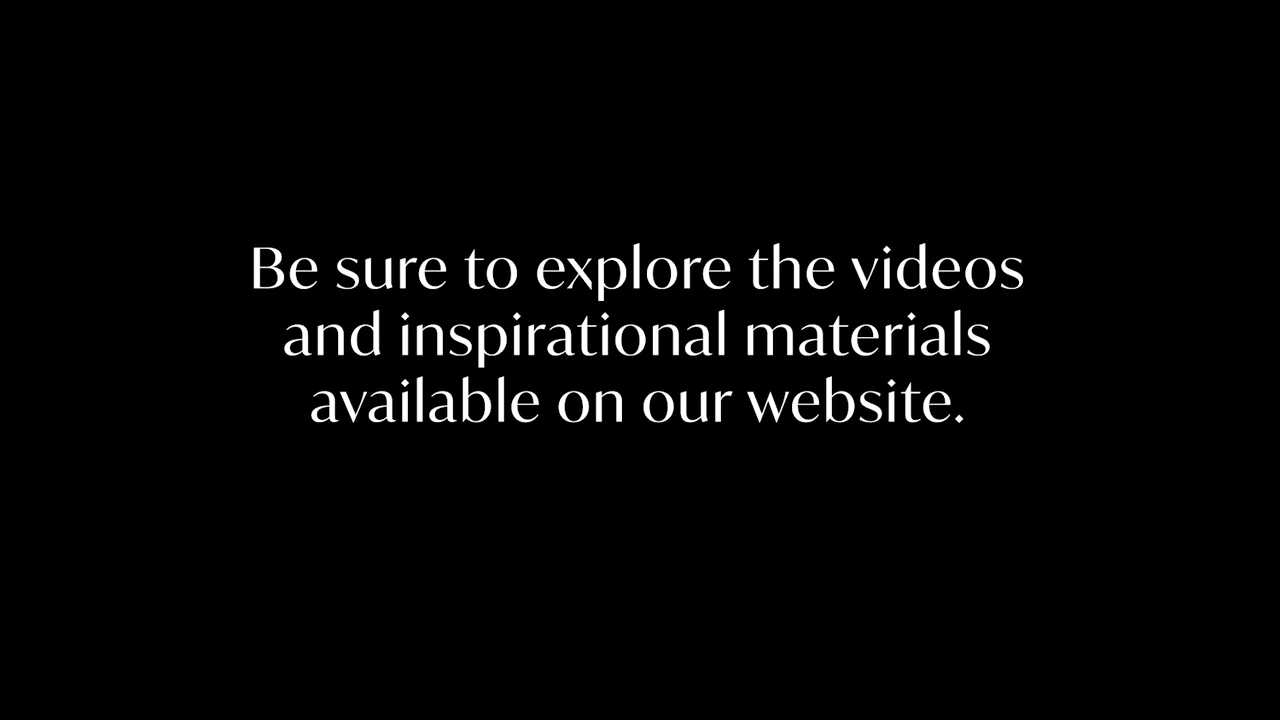 Be sure to explore the videos
and inspirational materials
available on our website.